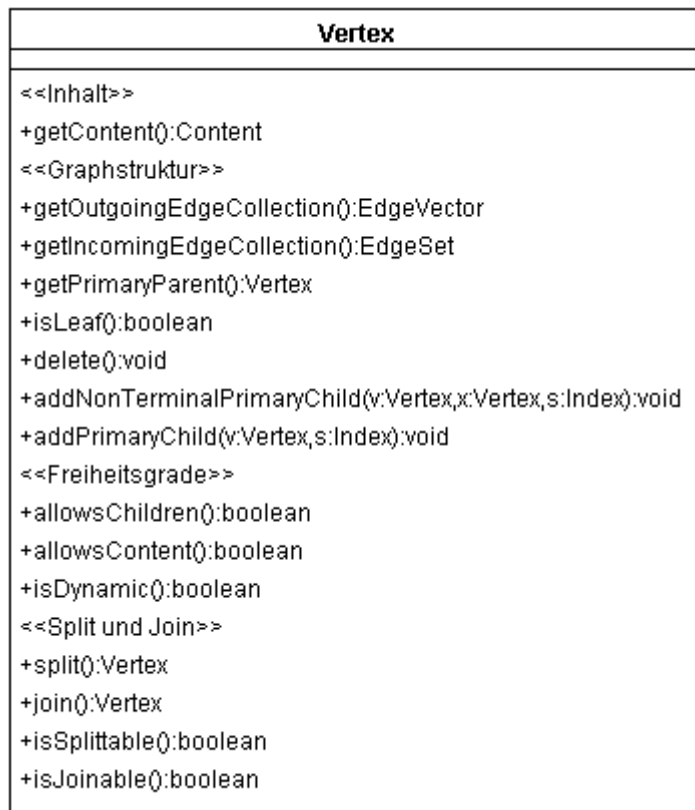 Vertex
<<Inhalt>>
+getContent():Content
<<Graphstruktur>>
+getOutgoingEdgeCollection():EdgeVector
+getIncomingEdgeCollection():EdgeSet
+getPrimaryParent():Vertex
+isLeaf():boolean
+delete():void
+addNonTerminalPrimaryChild(v:Vertex,x:Vertex,s:Index):void
+addPrimaryChild(v:Vertex,s:Index):void
<<Freiheitsgrade>>
+allowsChildren():boolean
+allowsContent():boolean
+isDynamic():boolean
<<Split und Join>>
+split():Vertex
+join():Vertex
+isSplittable():boolean
+isJoinable():boolean